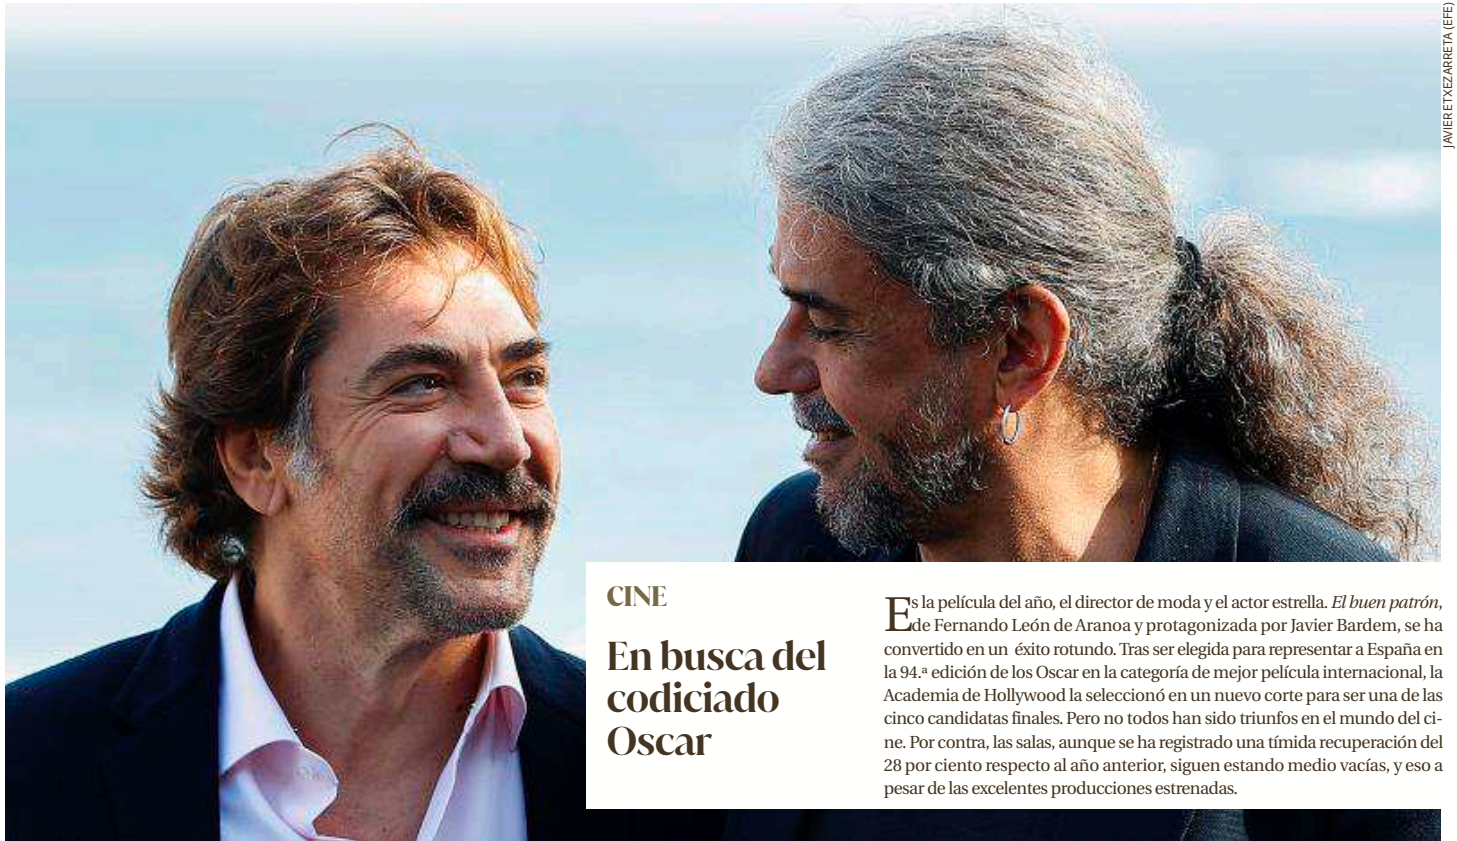 JAVIER ETXEZARRETA (EFE)
CINE
En busca del
codiciado
Oscar
Es la película del año, el director de moda y el actor estrella. El buen patrón,
de Fernando León de Aranoa y protagonizada por Javier Bardem, se ha
convertido en un éxito rotundo. Tras ser elegida para representar a España en
la 94.ª edición de los Oscar en la categoría de mejor película internacional, la
Academia de Hollywood la seleccionó en un nuevo corte para ser una de las
cinco candidatas finales. Pero no todos han sido triunfos en el mundo del ci-
ne. Por contra, las salas, aunque se ha registrado una tímida recuperación del
28 por ciento respecto al año anterior, siguen estando medio vacías, y eso a
pesar de las excelentes producciones estrenadas.